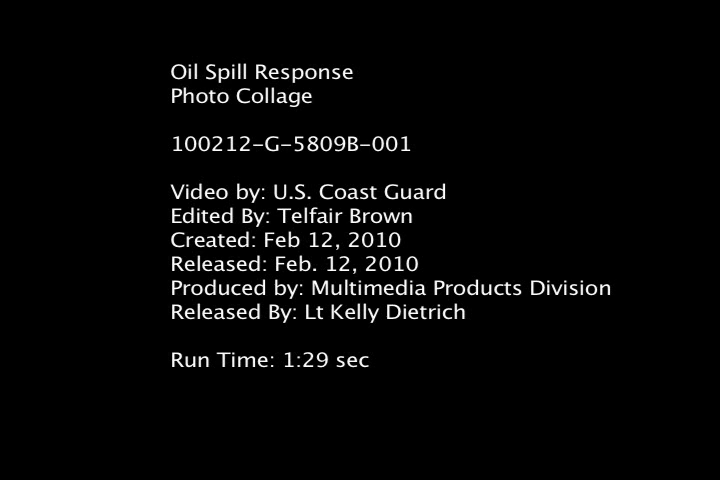 Oil Spill Response
Photo Collage
100212-G-5809B-001
Video by: U.S. Coast Guard
Edited By: Telfair Brown
Created: Feb 12, 2010
Released: Feb. 12, 2010
Produced by: Multimedia Products Division
Released By: Lt Kelly Dietrich
Run Time: 1:29 sec